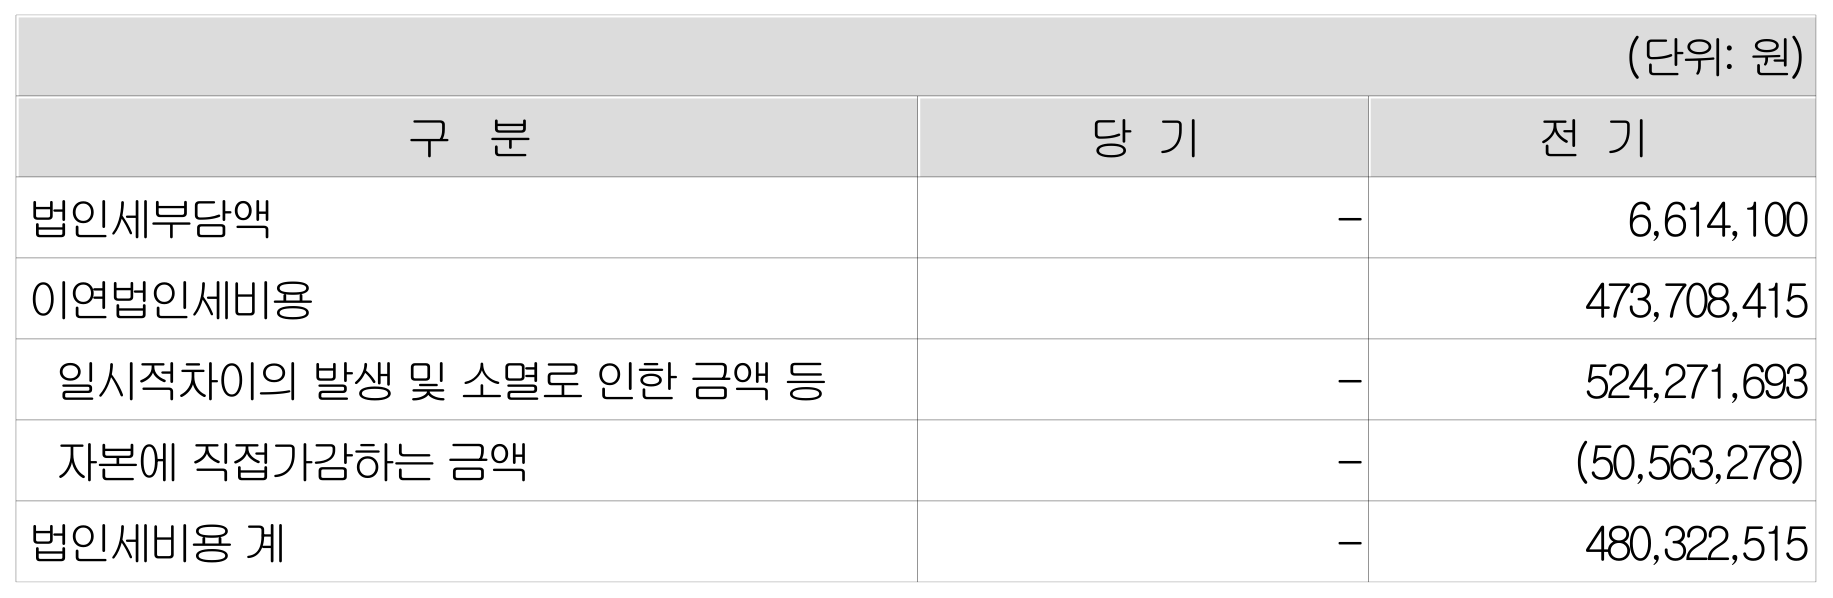 (단위: 원)
구 분 당 기 전 기
법인세부담액 - 6,614,100
이연법인세비용 473,708,415
일시적차이의 발생 및 소멸로 인한 금액 등 - 524,271,693
자본에 직접가감하는 금액 - (50,563,278)
법인세비용 계 - 480,322,515